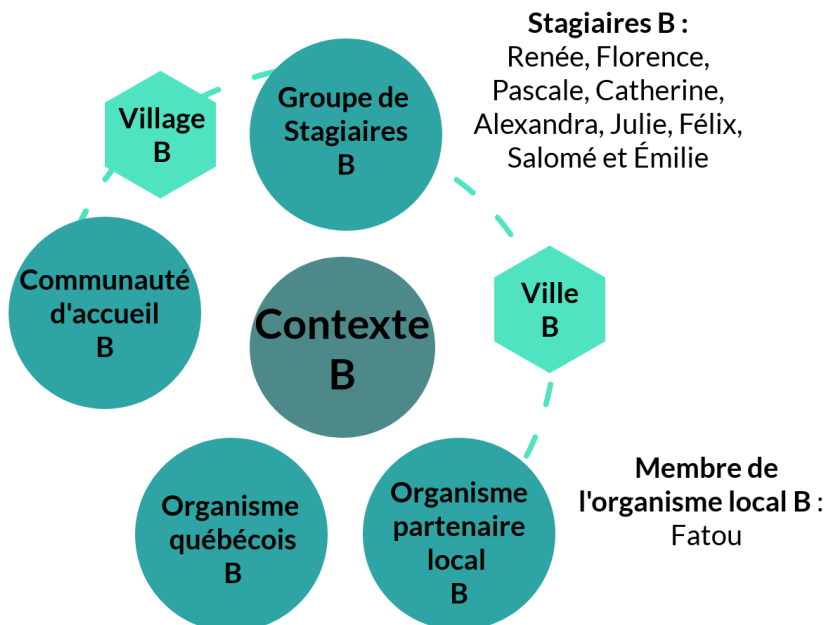 Stagiaires B :
Renée, Florence,
Pascale, Catherine,
Alexandra, Julie, Félix,
Salomé et Émilie
Groupe de
Stagiaires
B
Village
B
Communauté
d'accueil
B
Ville
B
Contexte
B
Organisme
québécois
B
Organisme
partenaire
local
B
Membre de
l'organisme local B :
Fatou